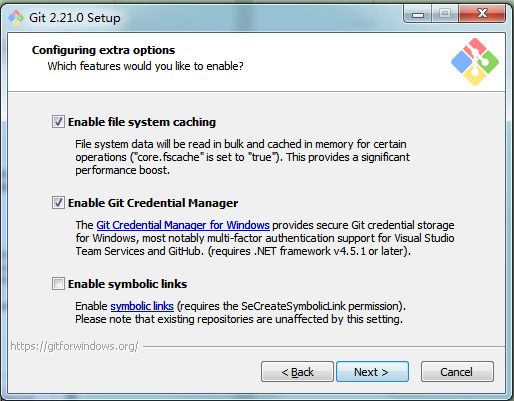 Git 2.21.0 Setup
Configuring extra options
Which features would you like to enable?
Enable file system caching
File system data will be read in bulk and cached in memory for certain
operations ("core.fscache" is set to "true"). This provides a significant
performance boost.
Enable Git Credential Manager
The Git Credential Manager for Windows provides secure Git credential storage
for Windows, most notably multi-factor authentication support for Visual Studio
Team Services and GitHub. (requires .NET framework v4.5.1 or later).
Enable symbolic links
Enable symbolic links (requires the SeCreateSymbolicLink permission).
Please note that existing repositories are unaffected by this setting.
https://gitforwindows.org/
< Back
Next >
Cancel